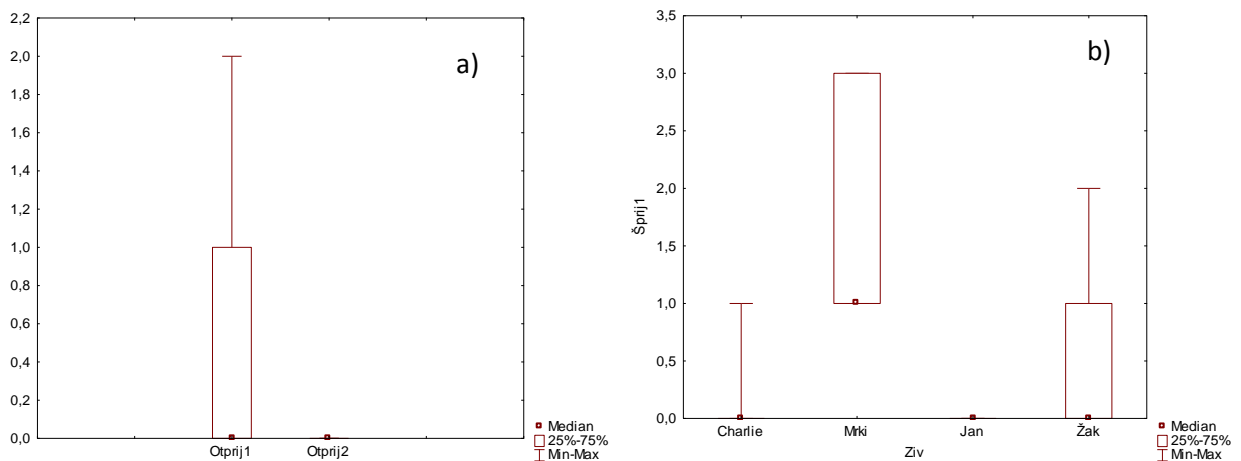 a)
2,2
2,0
1,8
1,6
1,4
1,2
1,0
0,8
0,6
0,4
0,2
0,0
Otprij1 Otprij2
Median
25%-75%
Min-Max
b)
3,5
3,0
2,5
2,0
1,5
1,0
0,5
0,0
Šprij1
Charlie Mrki Jan Žak
Ziv
Median
25%-75%
Min-Max